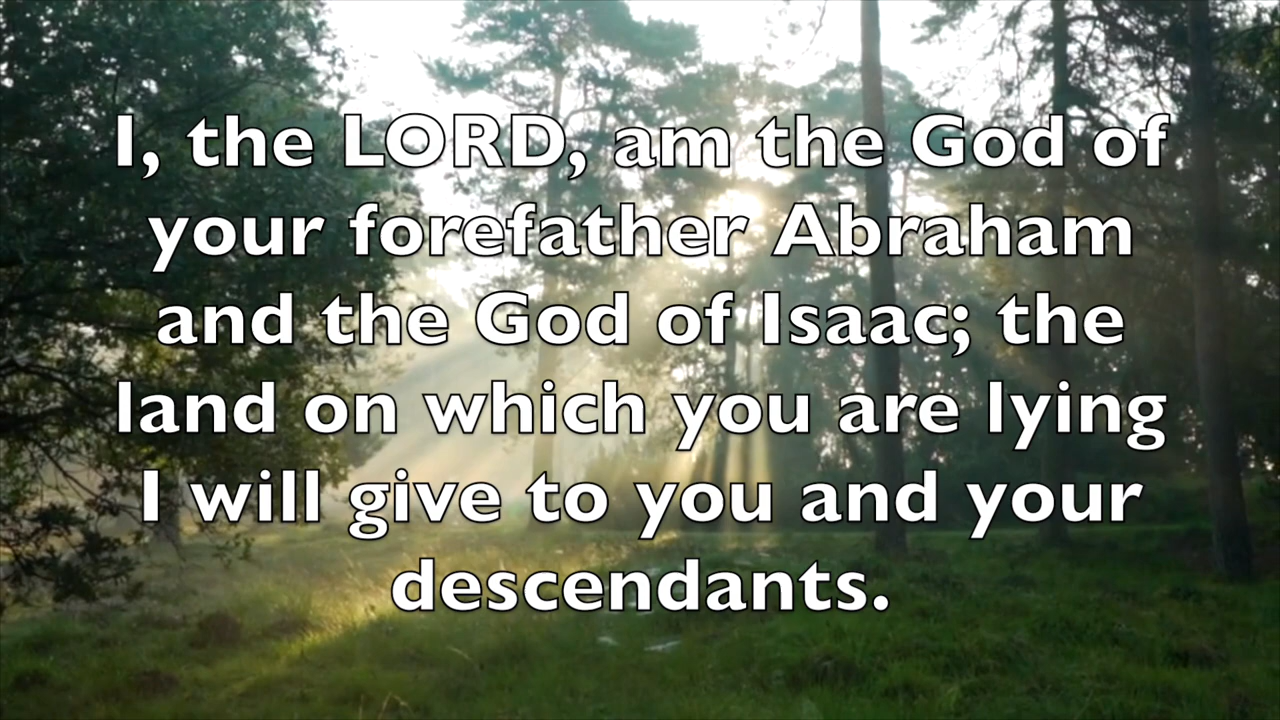 I, the LORD, am the God of
your forefather Abraham
and the God of Isaac; the
land on which you are lying
I will give to you and your
descendants.